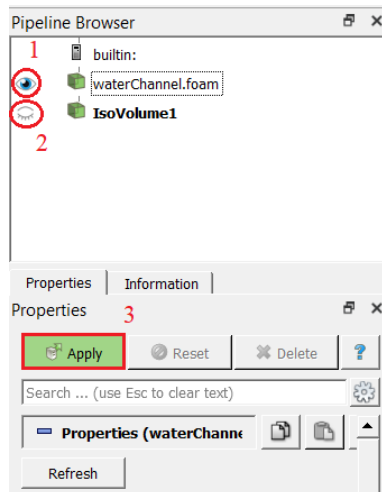 Pipeline Browser
1
builtin:
waterChannel.foam
IsoVolume1
2
Properties Information
Properties
3
Apply Reset Delete ?
Search ... (use Esc to clear text)
Properties (waterChanne
Refresh